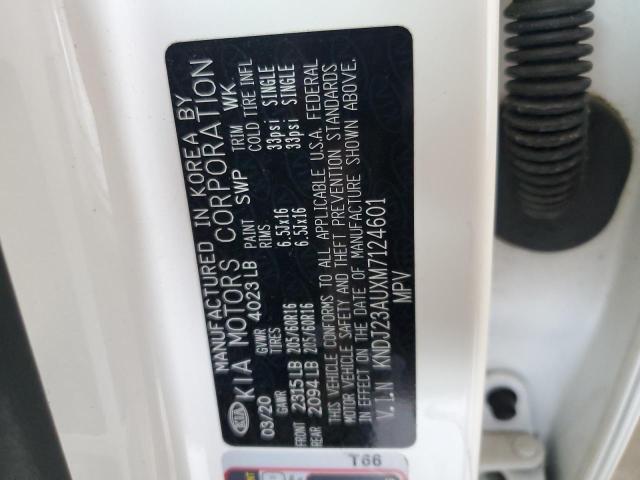 MANUFACTURED IN KOREA BY
KIA KIA MOTORS CORPORATION
03/20 GVWR 4023 LB PAINT SWP TRIM WK
GAWR TIRES RIMS COLD TIRE INFL
FRONT 2315 LB 205/60R16 6.5Jx16 33psi SINGLE
REAR 2094 LB 205/60R16 6.5Jx16 33psi SINGLE
THIS VEHICLE CONFORMS TO ALL APPLICABLE U.S.A. FEDERAL
MOTOR VEHICLE SAFETY AND THEFT PREVENTION STANDARDS
IN EFFECT ON THE DATE OF MANUFACTURE SHOWN ABOVE.
V.I.N KNDJ23AUXM7124601
MPV
T66